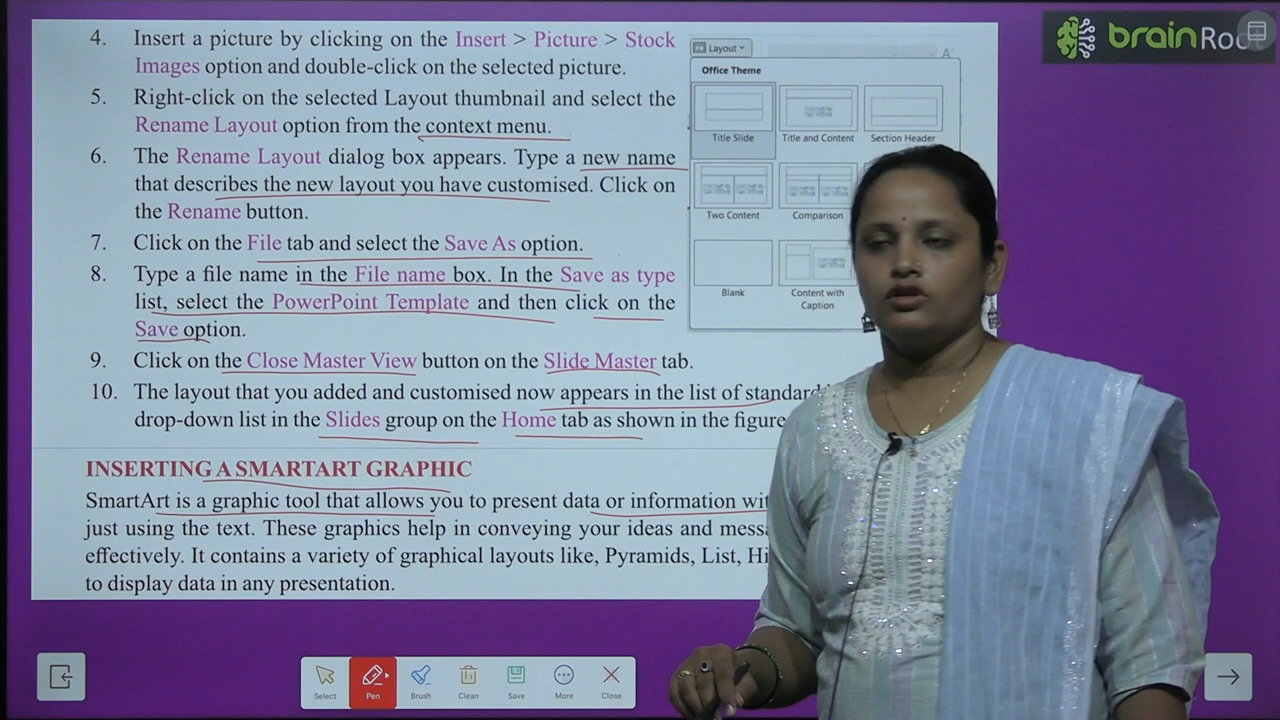 brainRo
4. Insert a picture by clicking on the Insert > Picture > Stock
Images option and double-click on the selected picture.
5. Right-click on the selected Layout thumbnail and select the
Rename Layout option from the context menu.
6. The Rename Layout dialog box appears. Type a new name
that describes the new layout you have customised. Click on
the Rename button.
7. Click on the File tab and select the Save As option.
8. Type a file name in the File name box. In the Save as type
list, select the PowerPoint Template and then click on the
Save option.
9. Click on the Close Master View button on the Slide Master tab.
10. The layout that you added and customised now appears in the list of standard
drop-down list in the Slides group on the Home tab as shown in the figure
Layout
Office Theme
Title Slide Title and Content Section Header
Two Content Comparison
Blank Content with
Caption
INSERTING A SMARTART GRAPHIC
SmartArt is a graphic tool that allows you to present data or information
just using the text. These graphics help in conveying your ideas and
effectively. It contains a variety of graphical layouts like, Pyramids, List,
to display data in any presentation.
Select Pen Brush Clean Save More Close